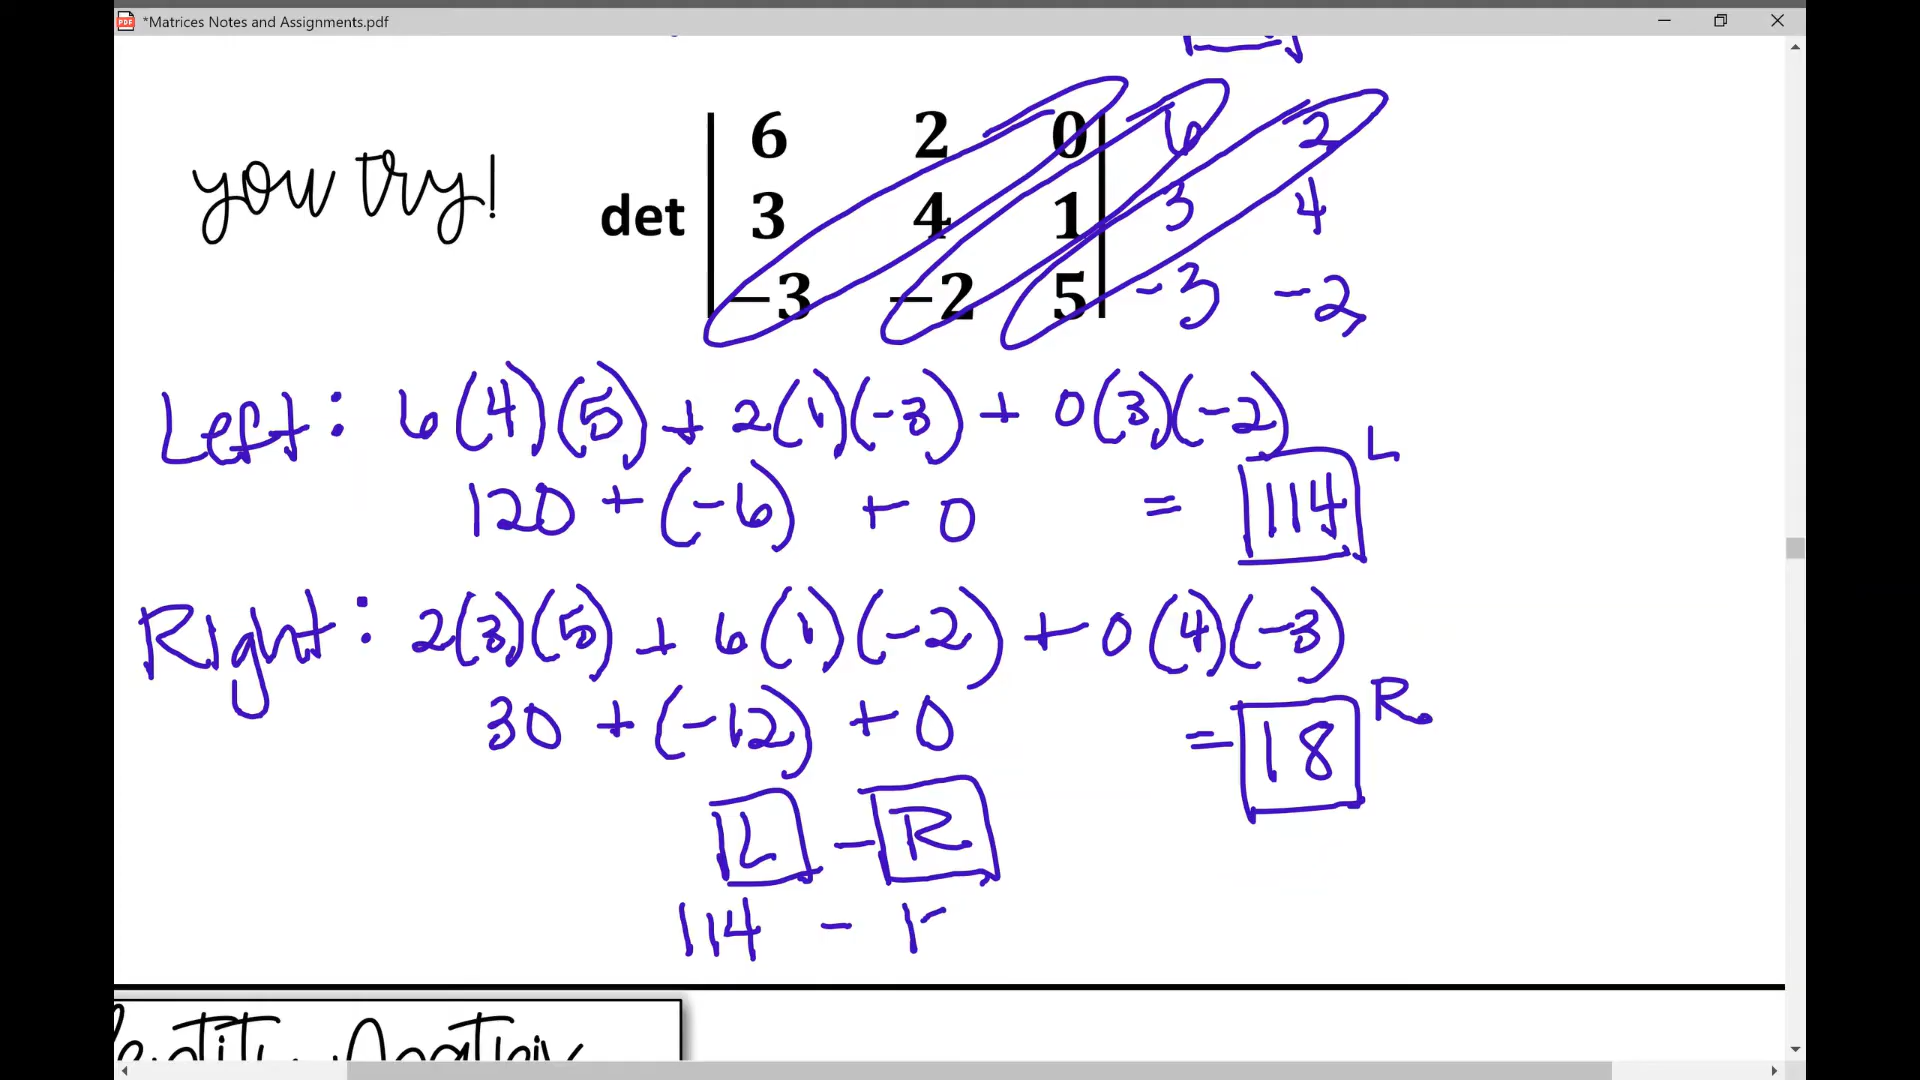 *Matrices Notes and Assignments.pdf
you try!
6 2 0 6 2
det 3 4 1 3 4
−3 −2 5 -3 -2
Left: 6(4)(5) + 2(1)(-3) + 0(3)(-2)
120 + (-6) + 0 = 114 L
Right: 2(3)(5) + 6(1)(-2) + 0(4)(-3)
30 + (-12) + 0 = 18 R
L - R
114 - 1